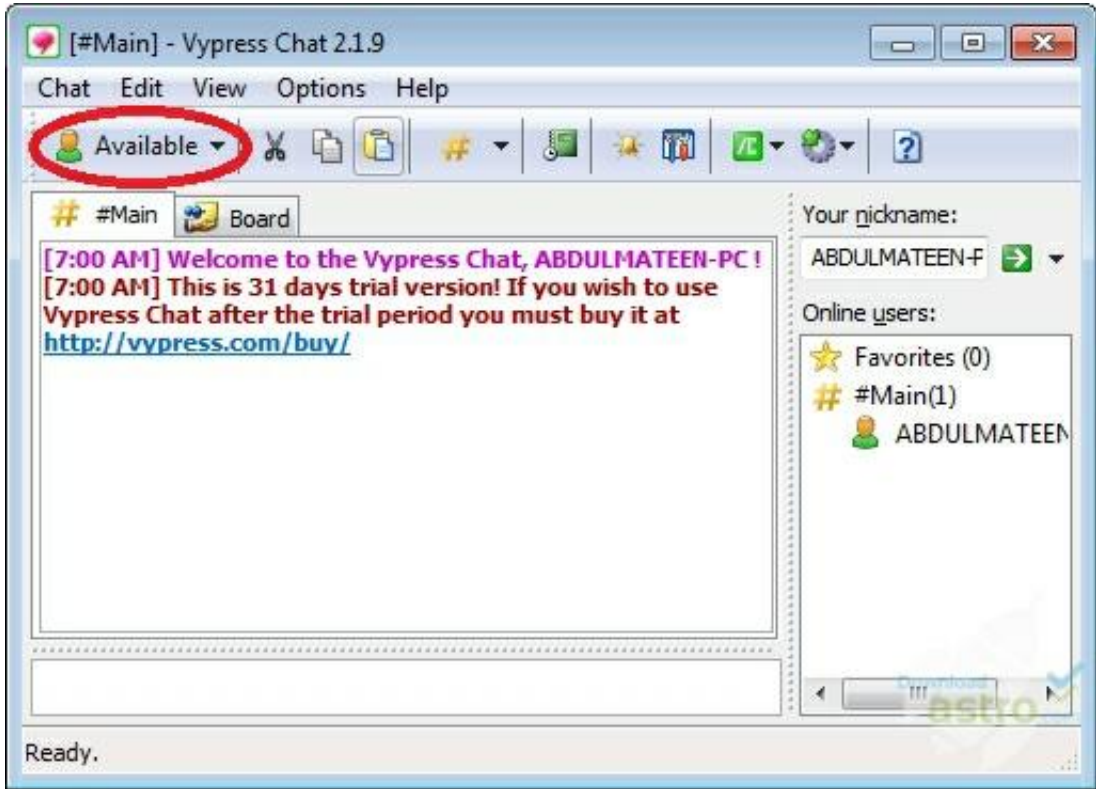 [#Main] - Vypress Chat 2.1.9
Chat Edit View Options Help
Available
#Main Board
[7:00 AM] Welcome to the Vypress Chat, ABDULMATEEN-PC !
[7:00 AM] This is 31 days trial version! If you wish to use
Vypress Chat after the trial period you must buy it at
http://vypress.com/buy/
Your nickname:
ABDULMATEEN-P
Online users:
Favorites (0)
#Main(1)
ABDULMATEEN
Download
astro
Ready.